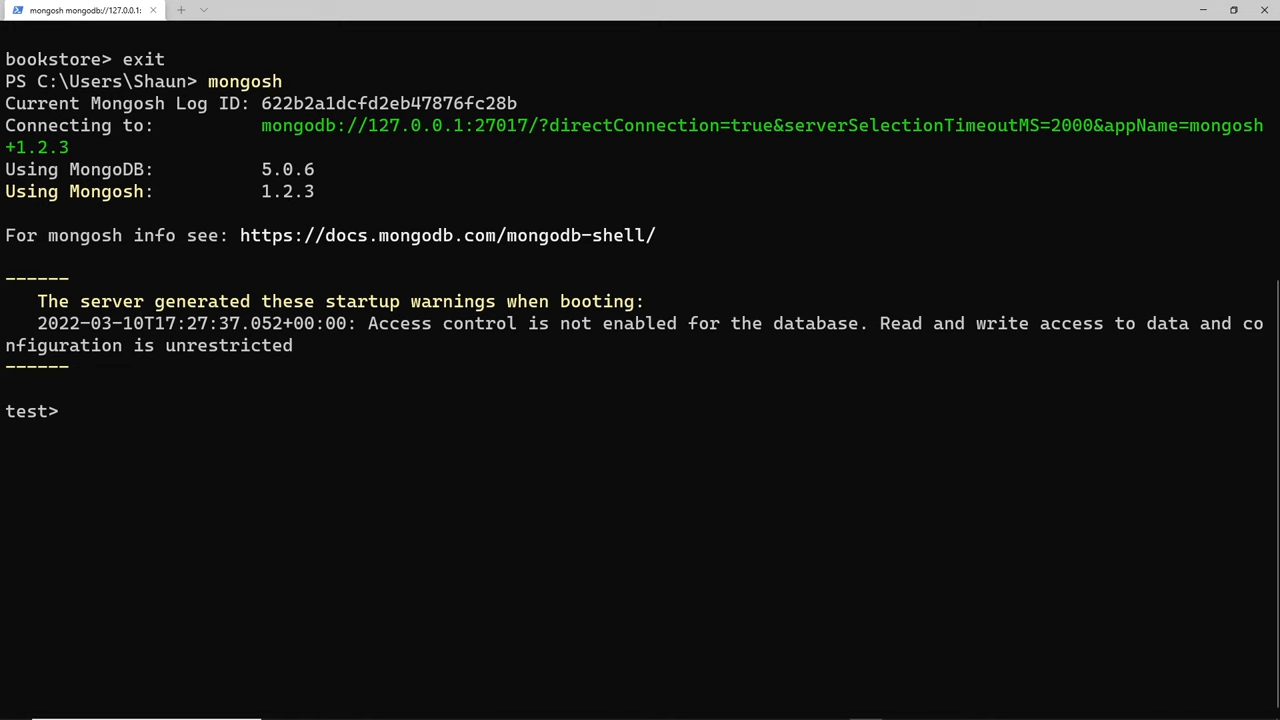 mongosh mongodb://127.0.0.1:
bookstore> exit
PS C:\Users\Shaun> mongosh
Current Mongosh Log ID: 622b2a1dcfd2eb47876fc28b
Connecting to:          mongodb://127.0.0.1:27017/?directConnection=true&serverSelectionTimeoutMS=2000&appName=mongosh
+1.2.3
Using MongoDB:          5.0.6
Using Mongosh:          1.2.3
For mongosh info see: https://docs.mongodb.com/mongodb-shell/
------
The server generated these startup warnings when booting:
2022-03-10T17:27:37.052+00:00: Access control is not enabled for the database. Read and write access to data and co
nfiguration is unrestricted
------
test>